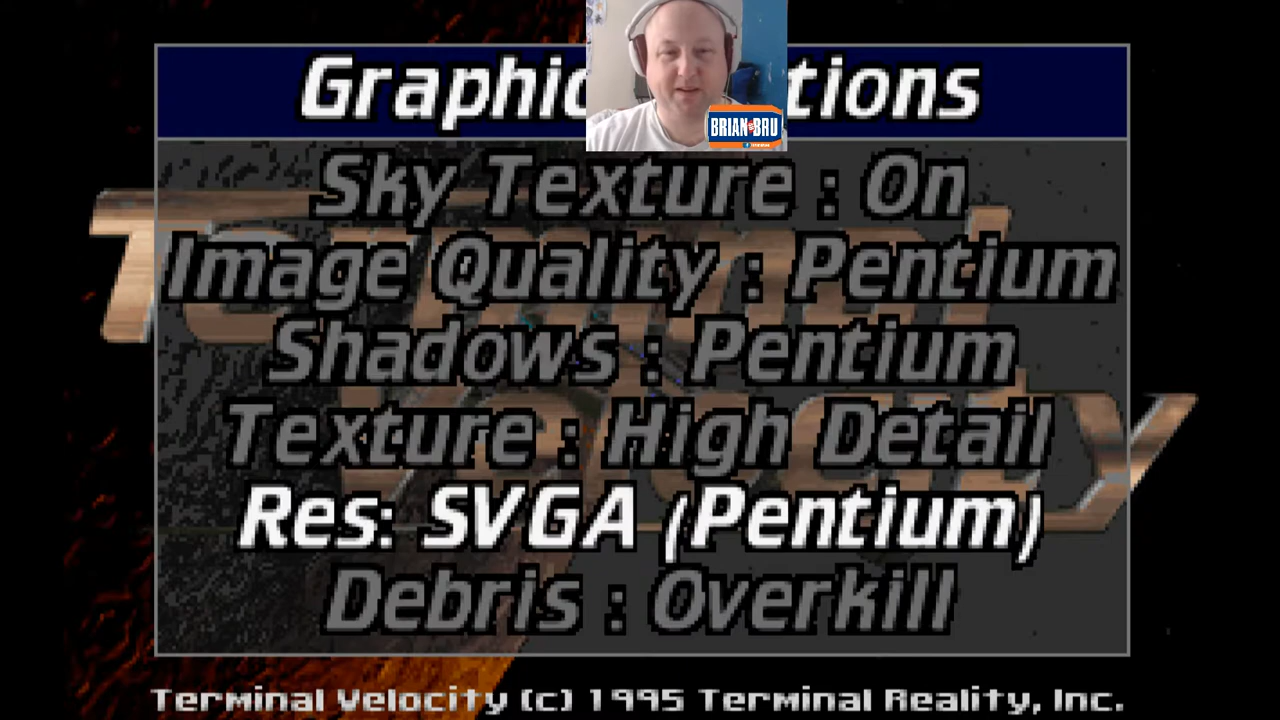 Graphic tions
BRIAN BRU
Sky Texture : On
Image Quality : Pentium
Shadows : Pentium
Texture : High Detail
Res: SVGA (Pentium)
Debris : Overkill
Terminal Velocity (c) 1995 Terminal Reality, Inc.